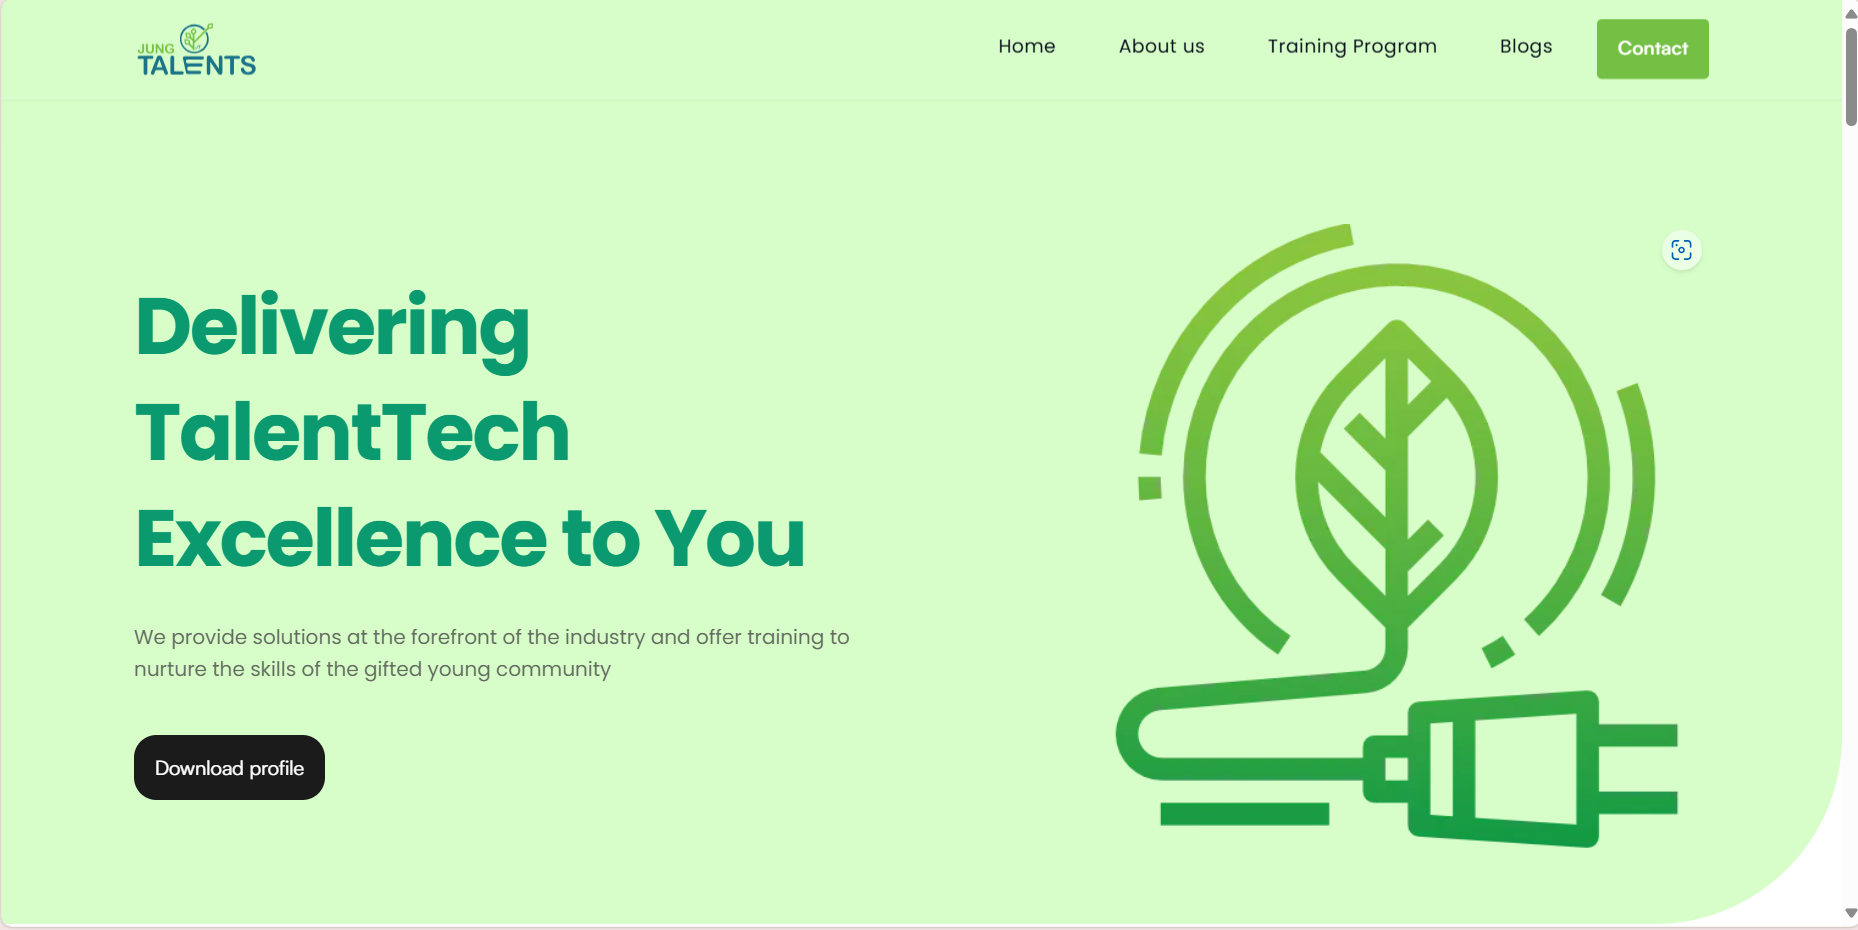 JUNG
TALENTS
Home
About us
Training Program
Blogs
Contact
Delivering
TalentTech
Excellence to You
We provide solutions at the forefront of the industry and offer training to
nurture the skills of the gifted young community
Download profile